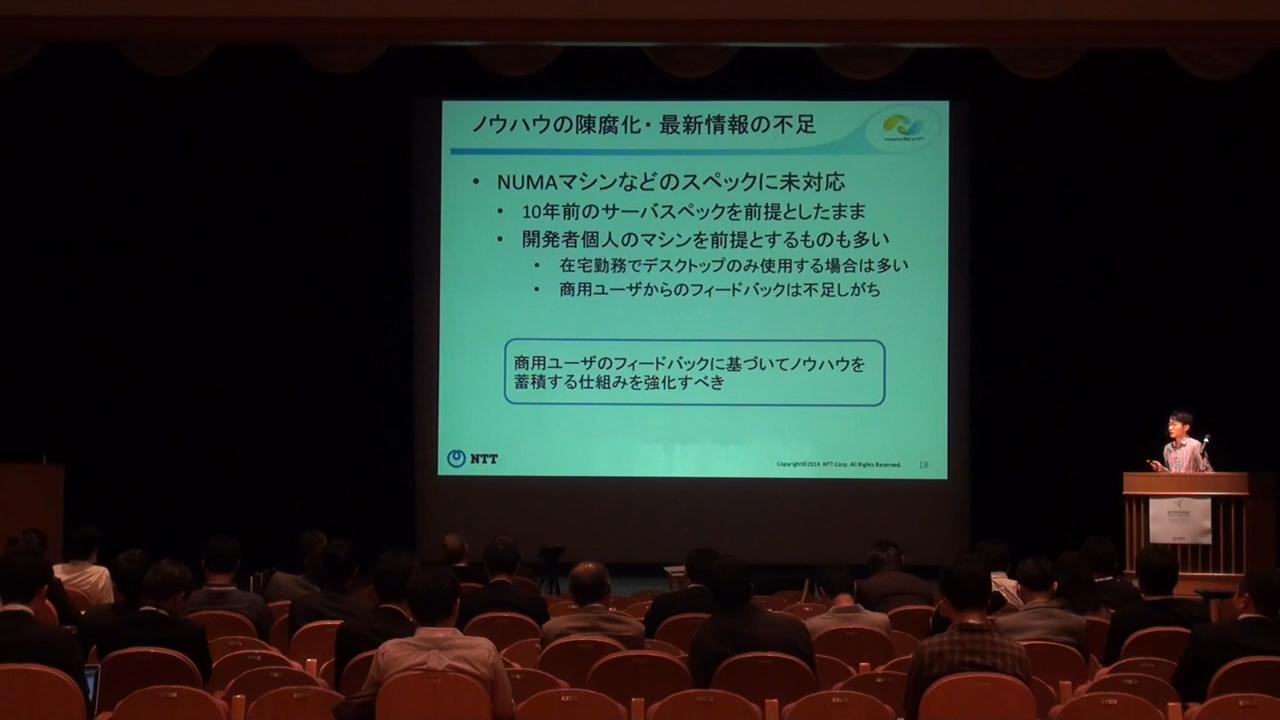 ノウハウの陳腐化・最新情報の不足
• NUMAマシンなどのスペックに未対応
• 10年前のサーバスペックを前提としたまま
• 開発者個人のマシンを前提とするものも多い
• 在宅勤務でデスクトップのみ使用する場合は多い
• 商用ユーザからのフィードバックは不足しがち
商用ユーザのフィードバックに基づいてノウハウを
蓄積する仕組みを強化すべき
NTT
Copyright©2014 NTT Corp. All Rights Reserved.
18